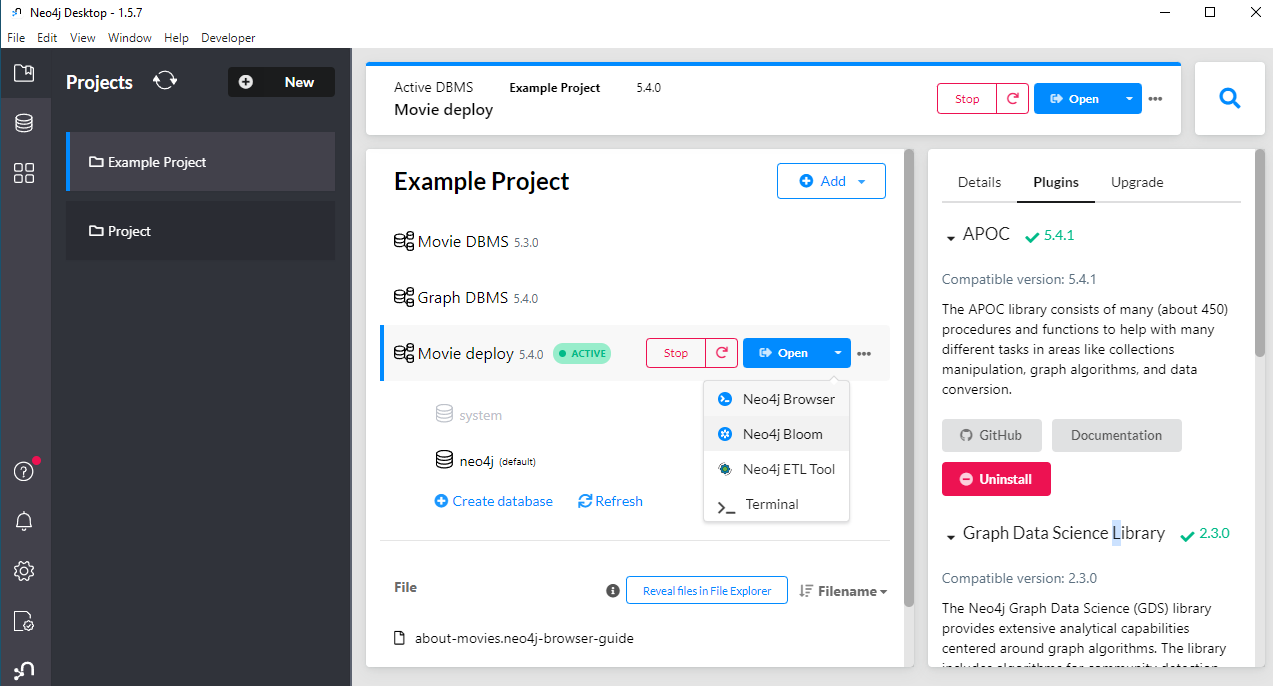 Neo4j Desktop - 1.5.7
File Edit View Window Help Developer
Projects
New
Example Project
Project
Active DBMS Example Project 5.4.0
Movie deploy
Stop
Open
Example Project
Add
Movie DBMS 5.3.0
Graph DBMS 5.4.0
Movie deploy 5.4.0 ACTIVE
Stop
Open
Neo4j Browser
Neo4j Bloom
Neo4j ETL Tool
Terminal
system
neo4j (default)
Create database Refresh
File
Reveal files in File Explorer
Filename
about-movies.neo4j-browser-guide
Details Plugins Upgrade
APOC 5.4.1
Compatible version: 5.4.1
The APOC library consists of many (about 450)
procedures and functions to help with many
different tasks in areas like collections
manipulation, graph algorithms, and data
conversion.
GitHub Documentation
Uninstall
Graph Data Science Library 2.3.0
Compatible version: 2.3.0
The Neo4j Graph Data Science (GDS) library
provides extensive analytical capabilities
centered around graph algorithms. The library
includes algorithms for community detection,